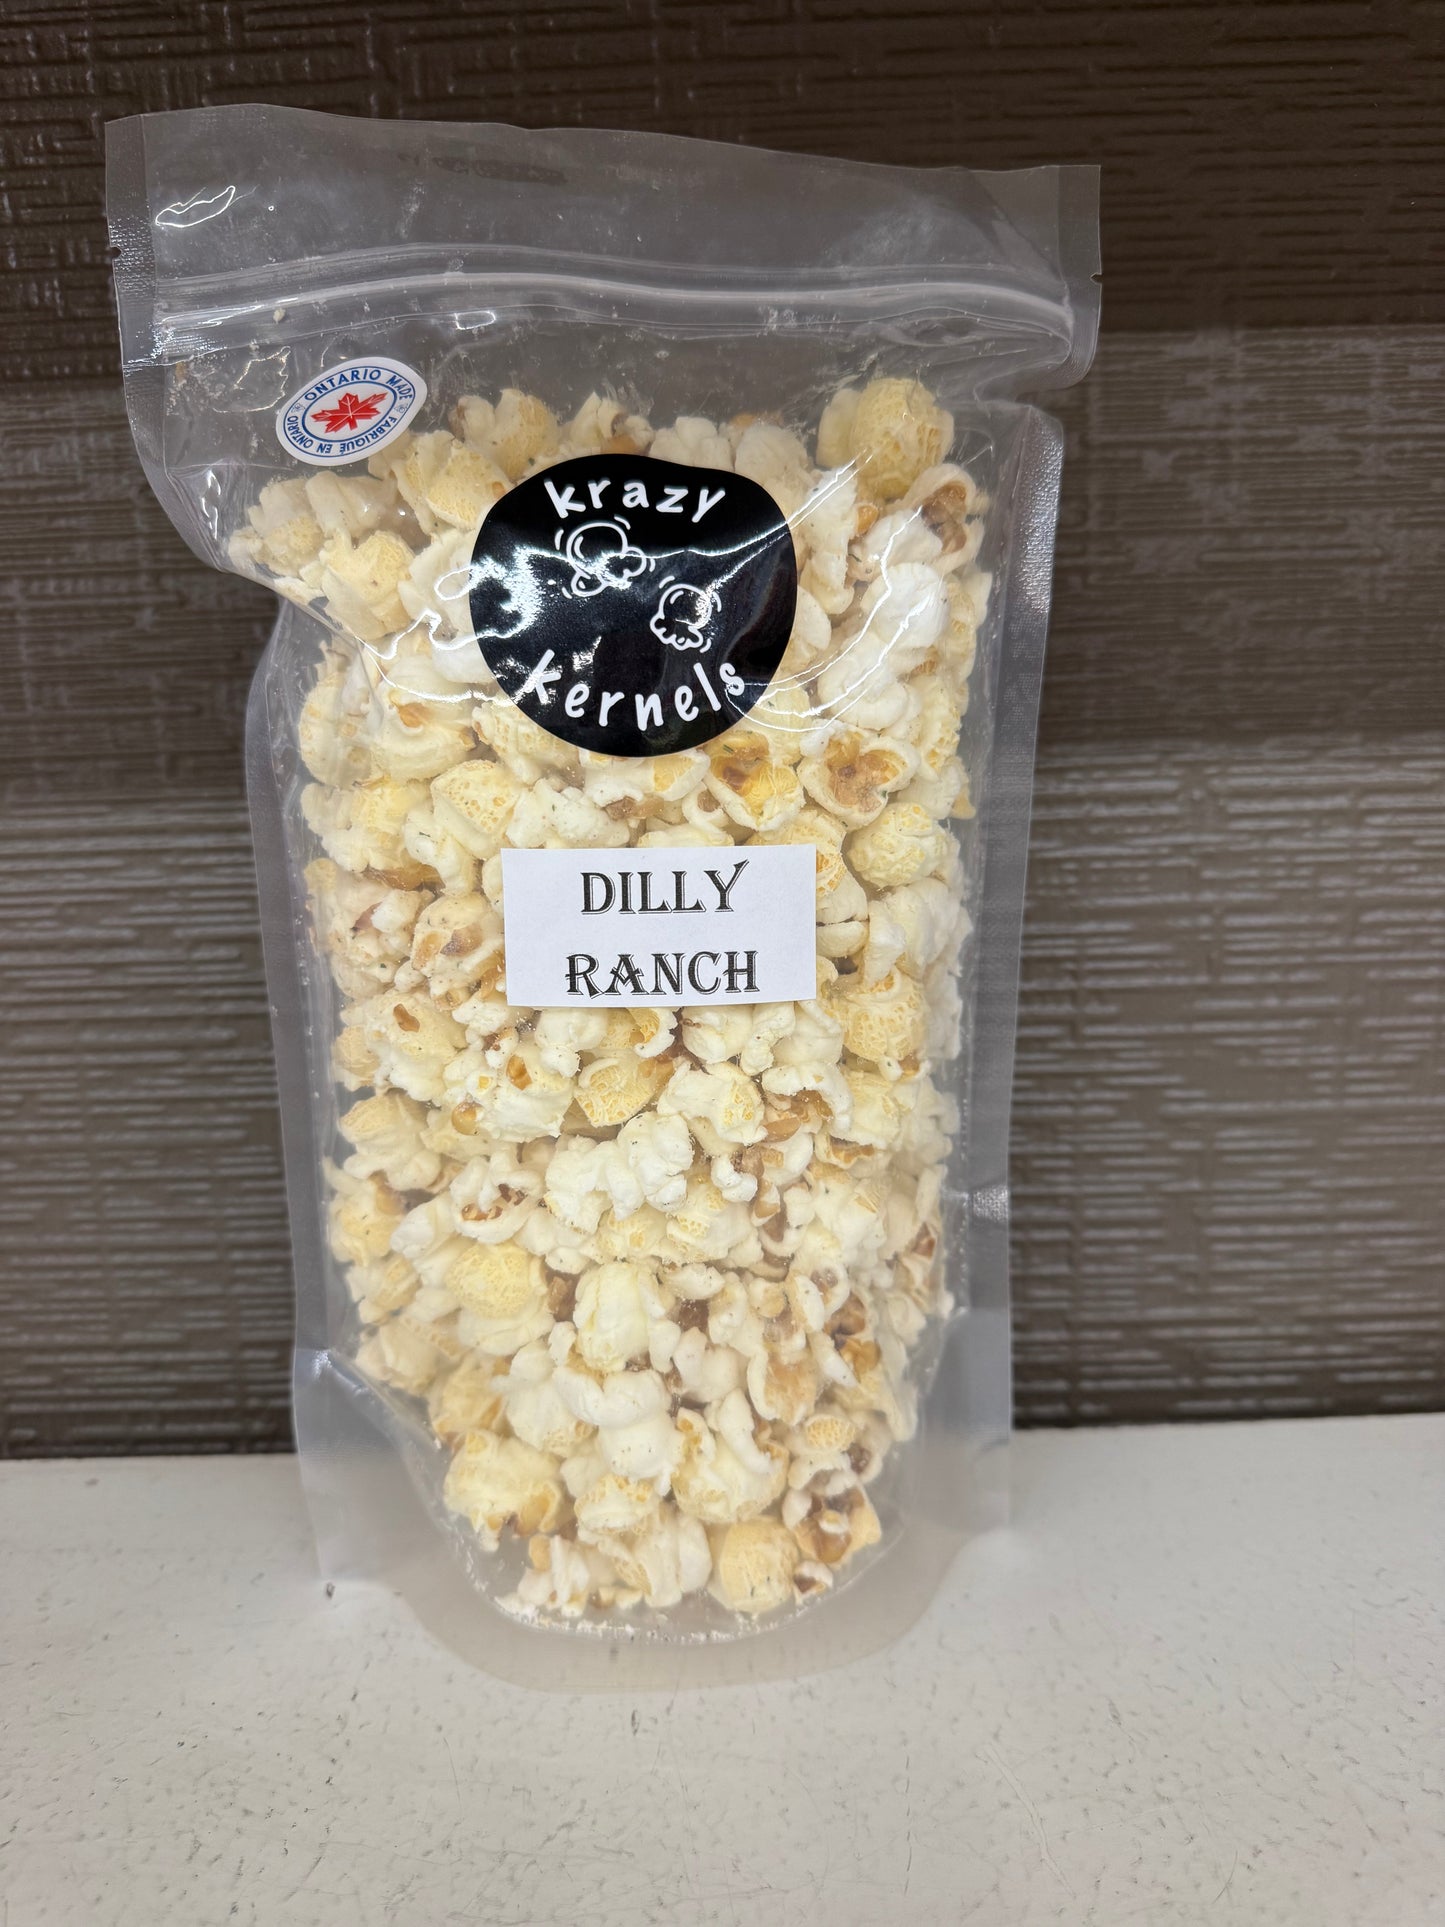 ONTARIO MADE
FABRIQUÉ EN ONTARIO
krazy
kernels
DILLY
RANCH